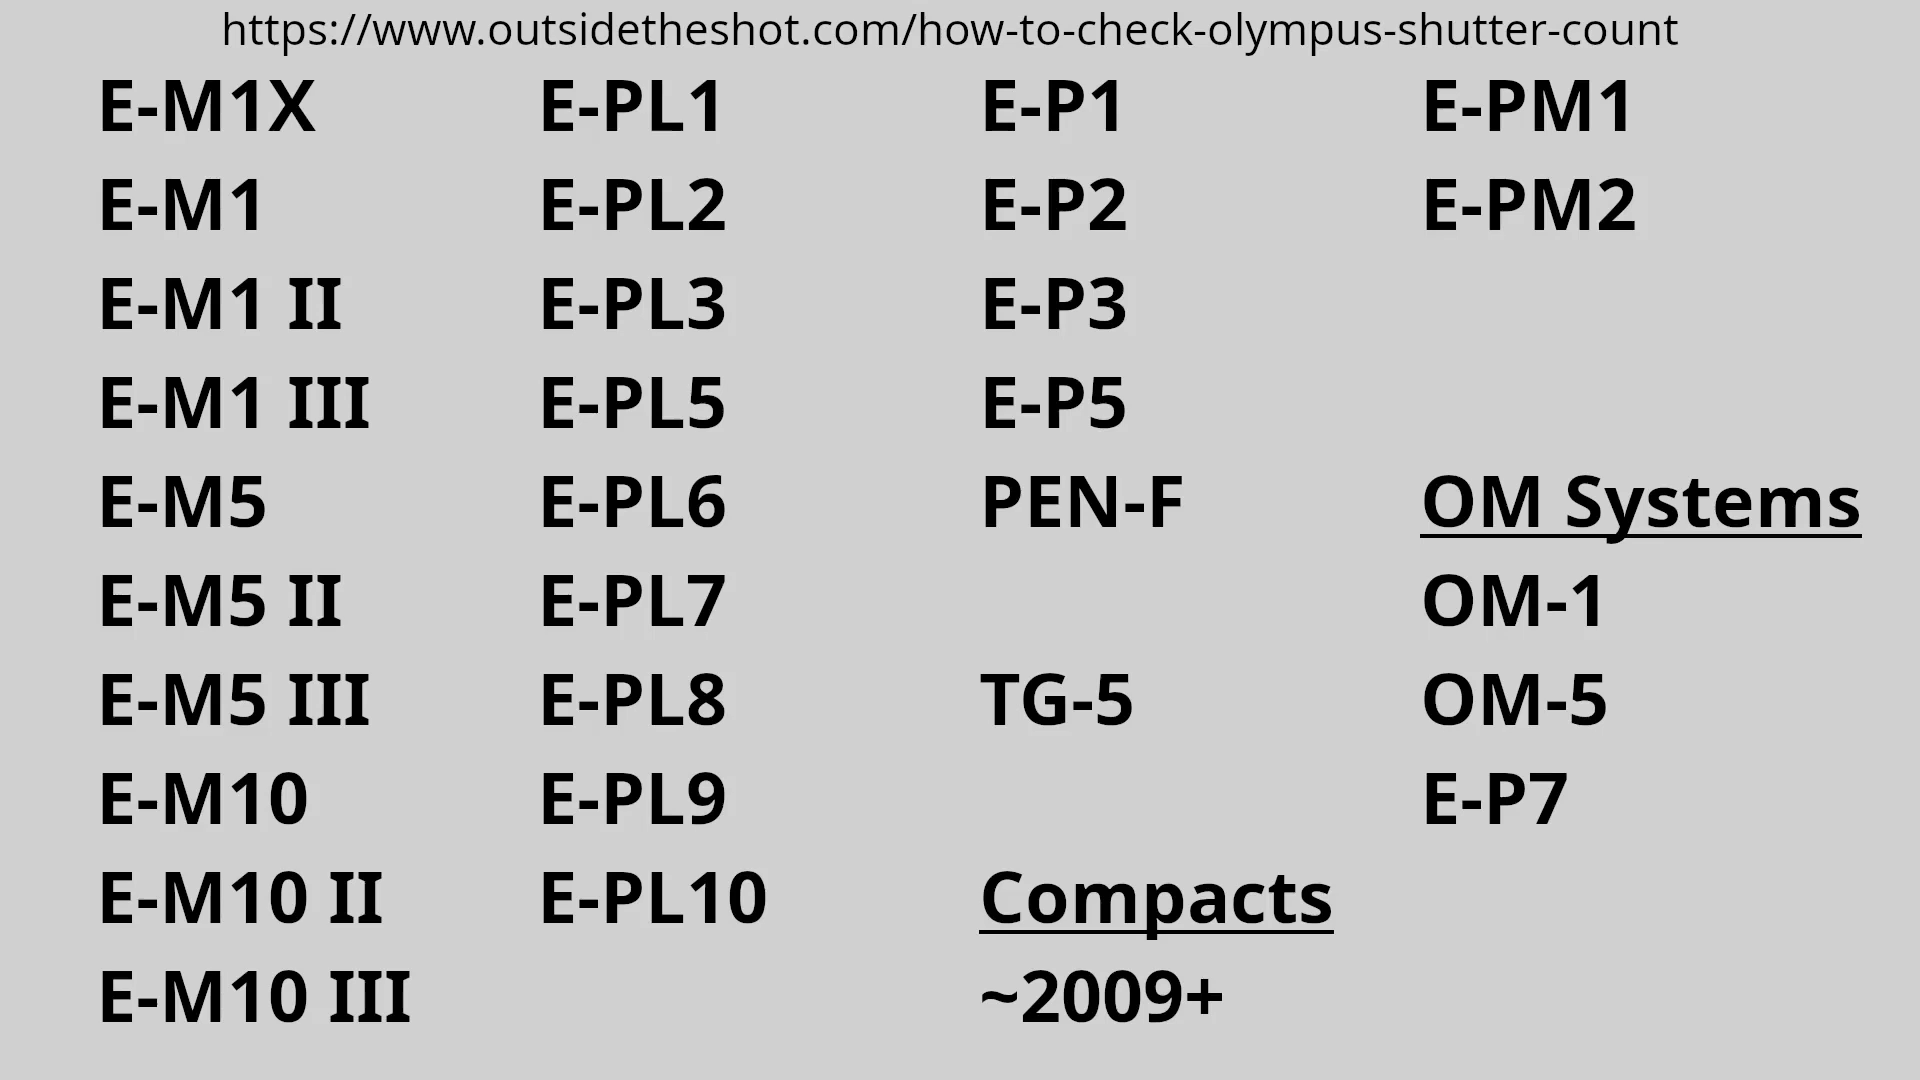 https://www.outsidetheshot.com/how-to-check-olympus-shutter-count
E-M1X
E-M1
E-M1 II
E-M1 III
E-M5
E-M5 II
E-M5 III
E-M10
E-M10 II
E-M10 III
E-PL1
E-PL2
E-PL3
E-PL5
E-PL6
E-PL7
E-PL8
E-PL9
E-PL10
E-P1
E-P2
E-P3
E-P5
PEN-F
TG-5
Compacts
~2009+
E-PM1
E-PM2
OM Systems
OM-1
OM-5
E-P7